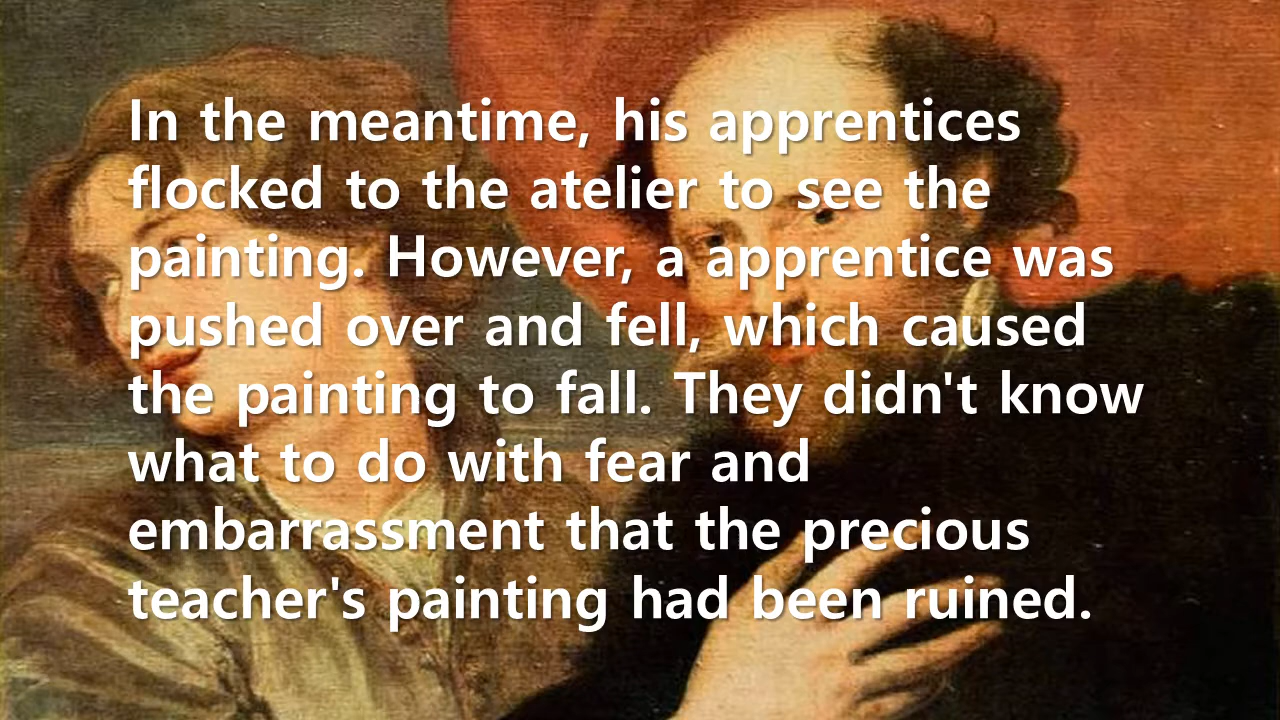 In the meantime, his apprentices
flocked to the atelier to see the
painting. However, a apprentice was
pushed over and fell, which caused
the painting to fall. They didn't know
what to do with fear and
embarrassment that the precious
teacher's painting had been ruined.